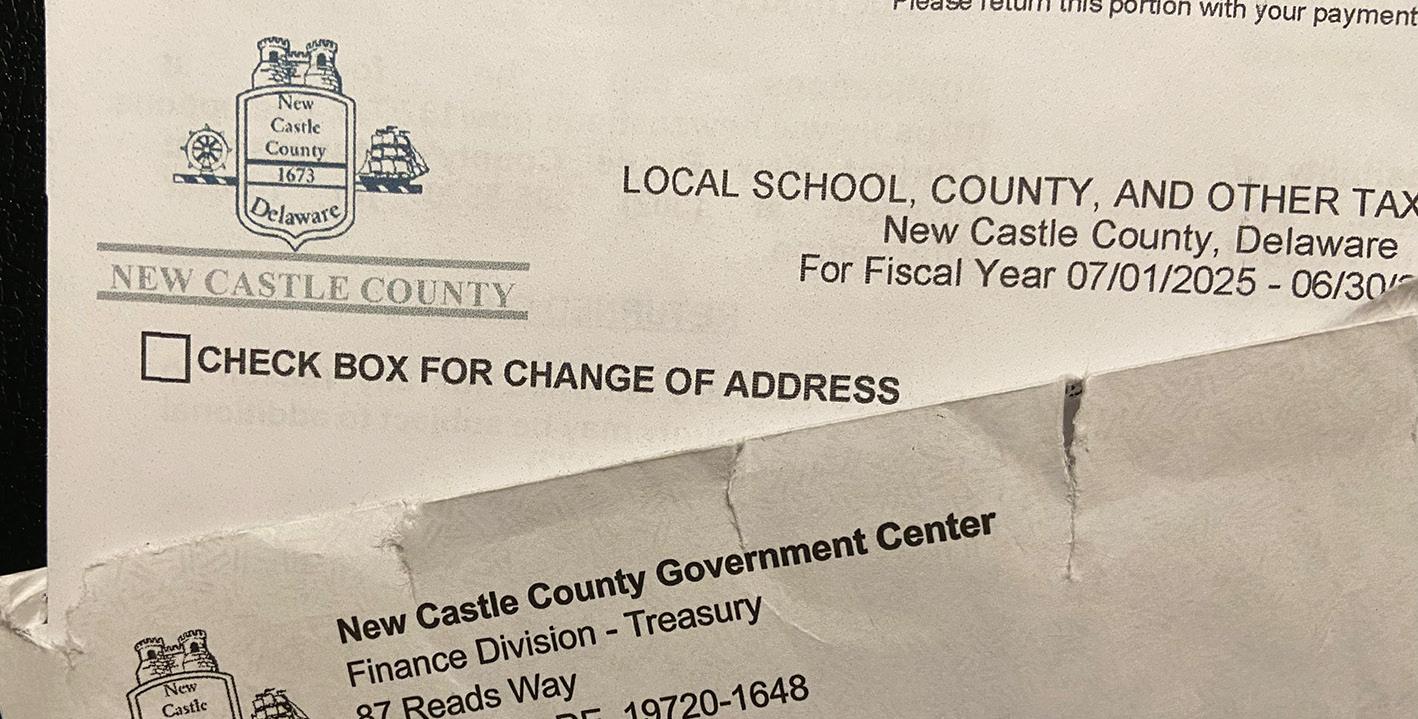 Please return this portion with your payment
New
Castle
County
1673
Delaware
NEW CASTLE COUNTY
LOCAL SCHOOL, COUNTY, AND OTHER TAX
New Castle County, Delaware
For Fiscal Year 07/01/2025 - 06/30/
CHECK BOX FOR CHANGE OF ADDRESS
New Castle County Government Center
Finance Division - Treasury
87 Reads Way
DE 19720-1648
New
Castle